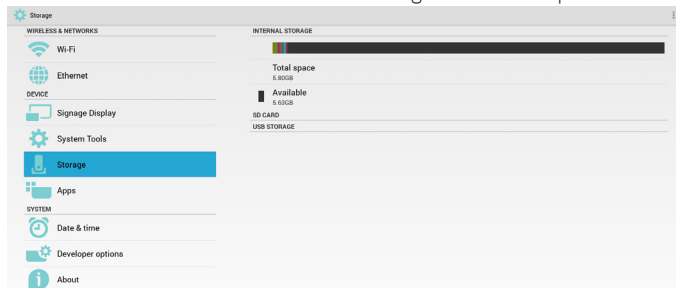 Storage
WIRELESS & NETWORKS
Wi-Fi
Ethernet
DEVICE
Signage Display
System Tools
Storage
Apps
SYSTEM
Date & time
Developer options
About
INTERNAL STORAGE
Total space
5.80GB
Available
5.63GB
SD CARD
USB STORAGE